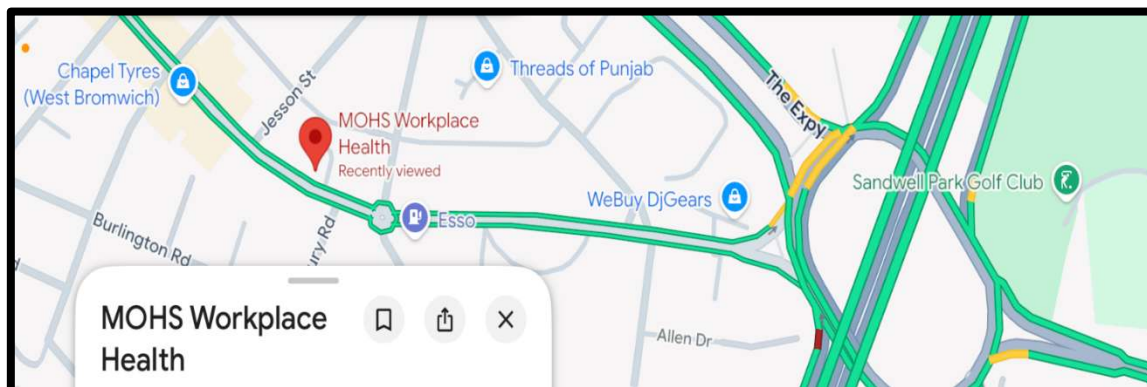 Chapel Tyres
(West Bromwich)
Jesson St
Threads of Punjab
MOHS Workplace
Health
Recently viewed
The Expy
WeBuy DjGears
Sandwell Park Golf Club
Esso
Burlington Rd
Rd
Allen Dr
MOHS Workplace
Health